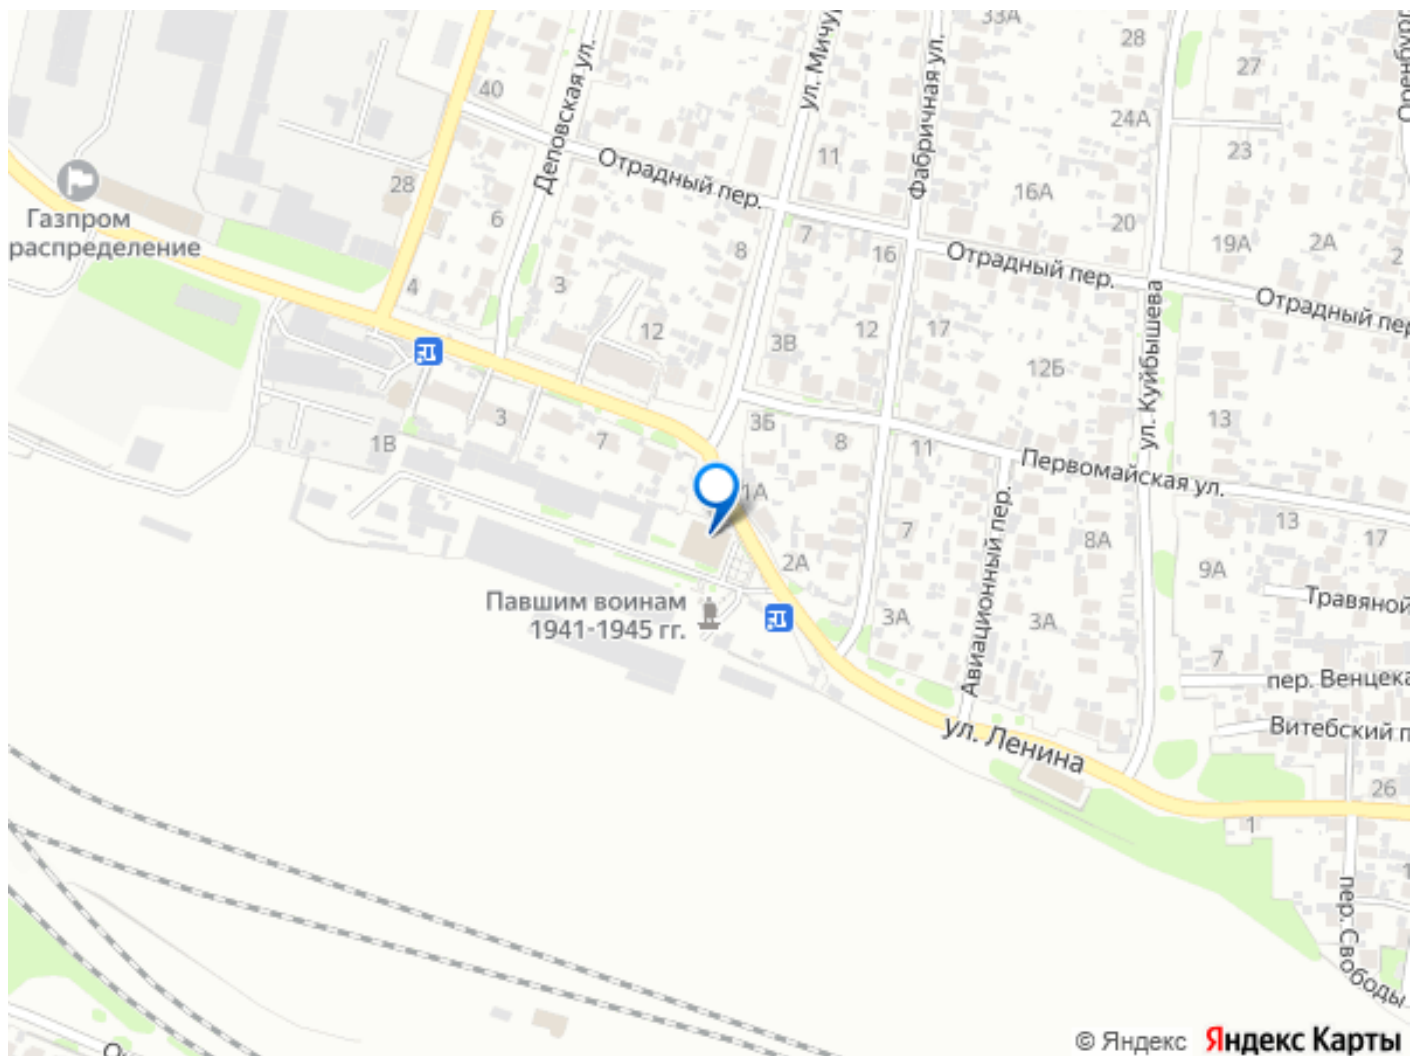 33А
28
27
40
Деповская ул.
ул. Мичу
Фабричная ул.
24А
23
11
Отрадный пер.
28
16А
6
20
Газпром
распределение
8
7
16
19А
2А
2
Отрадный пер.
4
3
Отрадный пер
12
3В
12
17
12Б
ул. Куйбышева
3
7
1В
3Б
8
11
13
Первомайская ул.
1А
7
Авиационный пер.
8А
13
17
2А
9А
Травяной
Павшим воинам
1941-1945 гг.
3А
3А
7
пер. Венцека
ул. Ленина
Витебский п
26
1
1
пер. Свободы
© Яндекс Яндекс Карты